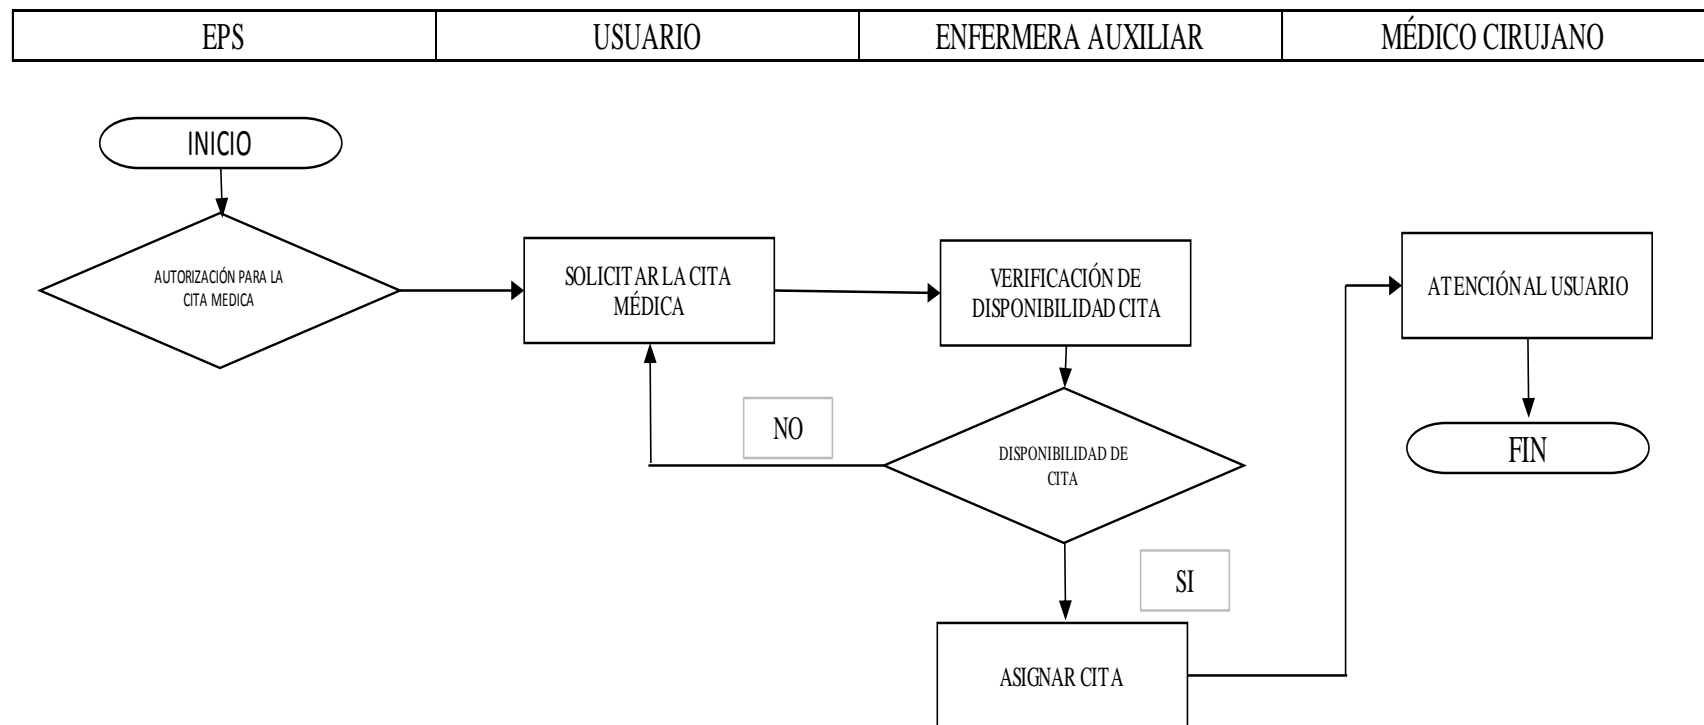 EPS
USUARIO
ENFERMERA AUXILIAR
MÉDICO CIRUJANO
INICIO
AUTORIZACIÓN PARA LA
CITA MEDICA
SOLICITAR LA CITA
MÉDICA
VERIFICACIÓN DE
DISPONIBILIDAD CITA
ATENCIÓN AL USUARIO
NO
DISPONIBILIDAD DE
CITA
FIN
SI
ASIGNAR CITA